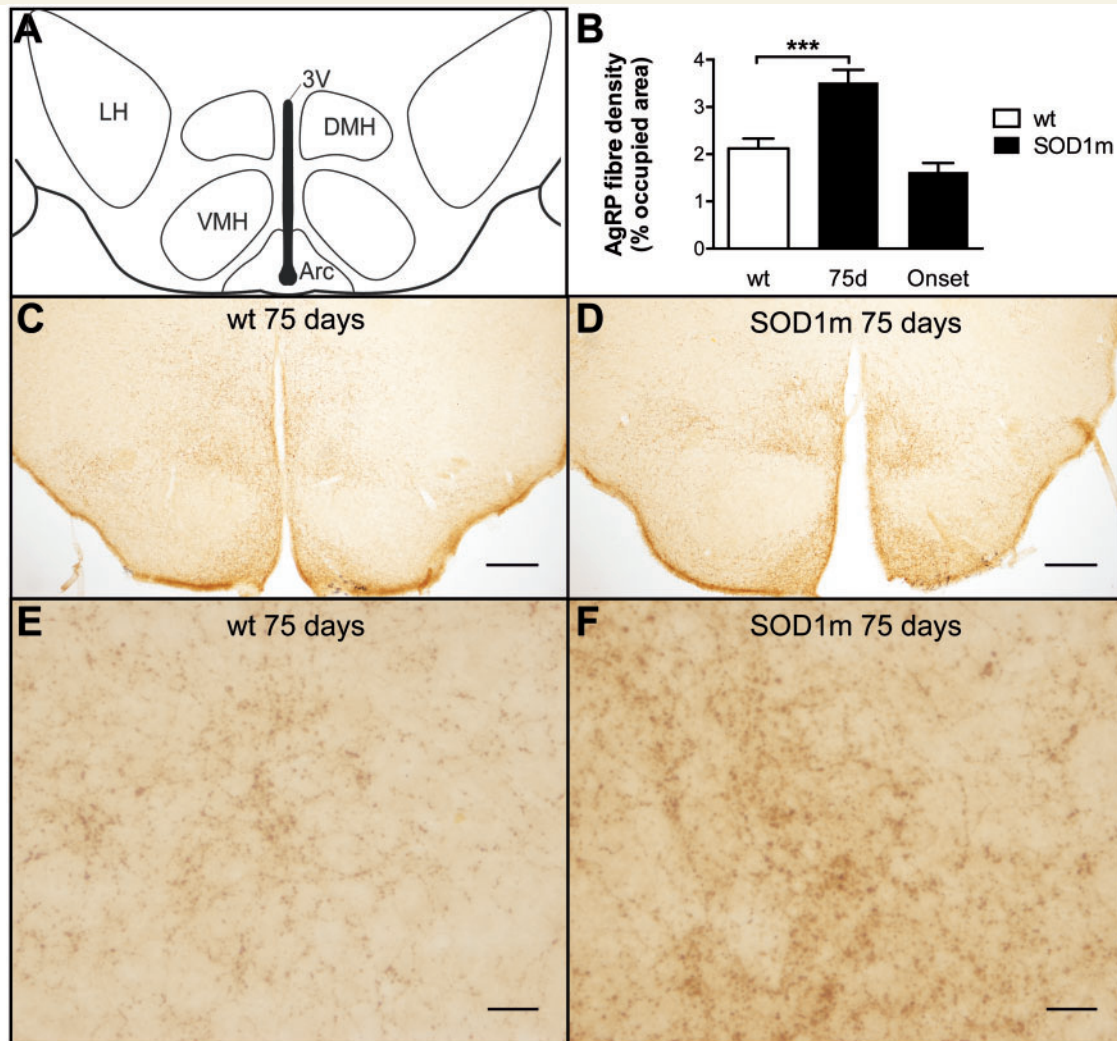 A
3V
LH
DMH
VMH
Arc
B
***
AgRP fibre density
(% occupied area)
4
3
2
1
0
wt
75d
Onset
wt
SOD1m
C
wt 75 days
D
SOD1m 75 days
E
wt 75 days
F
SOD1m 75 days